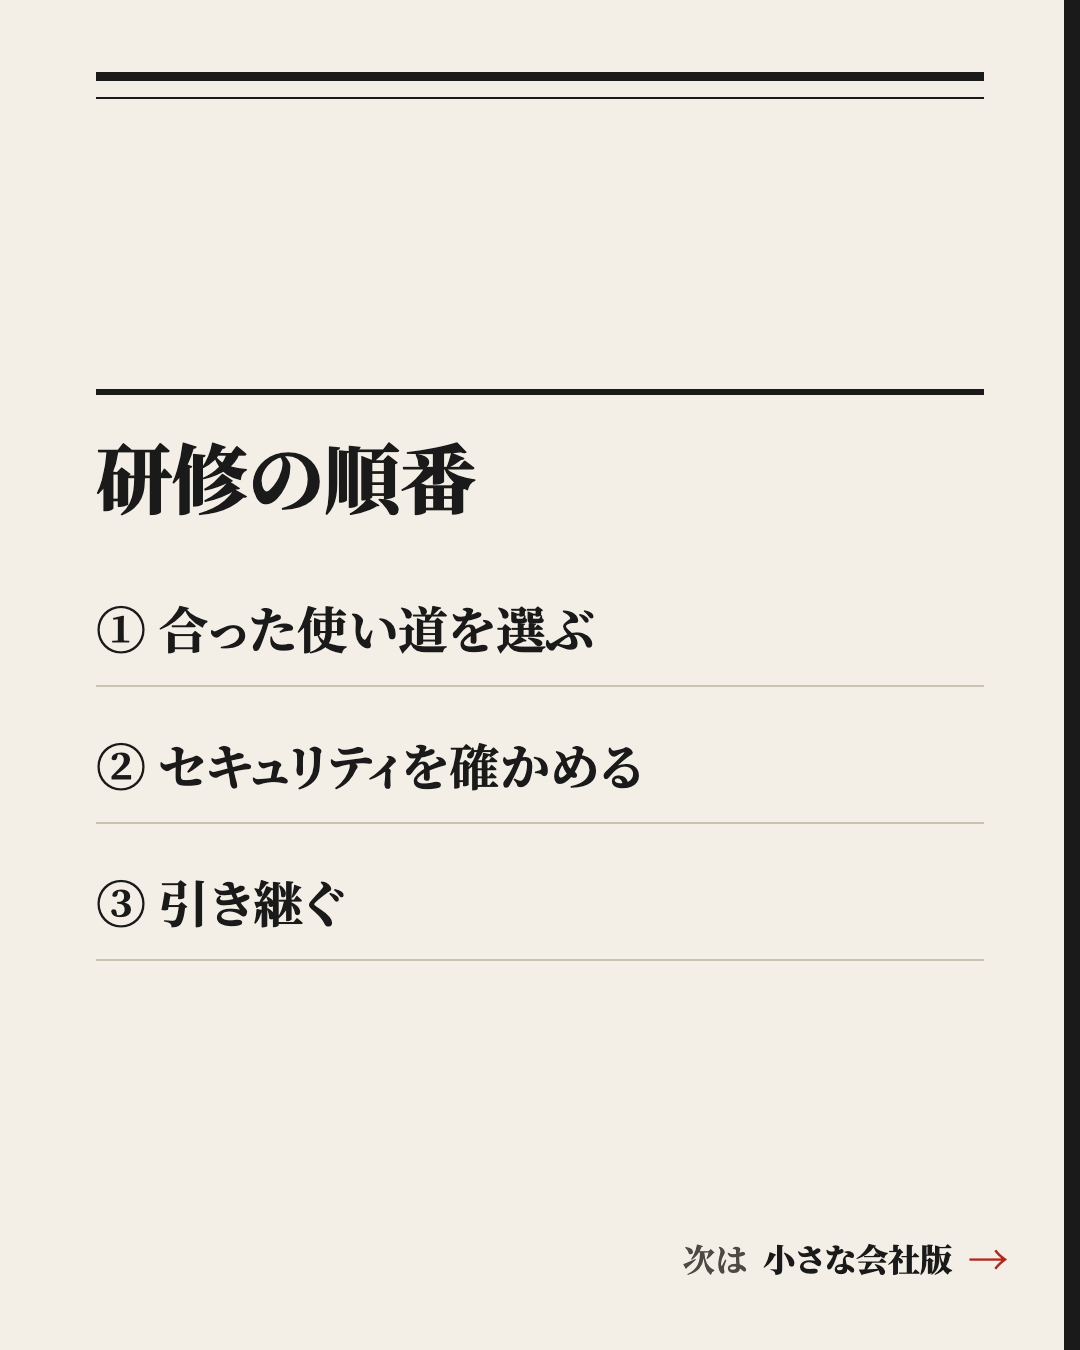 研修の順番
① 合った使い道を選ぶ
② セキュリティを確かめる
③ 引き継ぐ
次は 小さな会社版 →